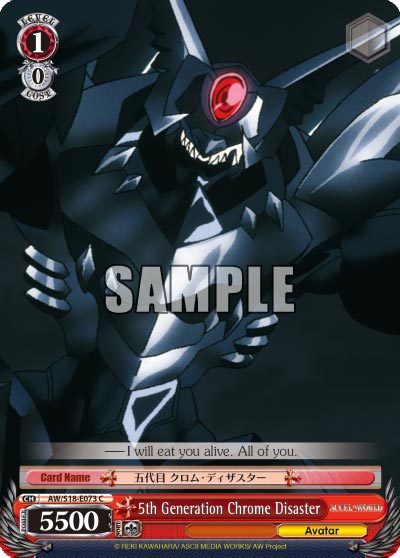 LEVEL
1
0
COST
SAMPLE
——I will eat you alive. All of you.
Card Name 五代目 クロム・ディザスター
CH AW/S18-E073 C
5th Generation Chrome Disaster
ACCEL WORLD
POWER
5500
SOUL
Avatar
© REKI KAWAHARA/ ASCII MEDIA WORKS/ AW Project